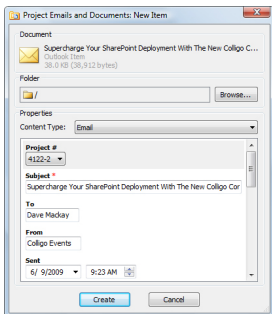 Project Emails and Documents: New Item
Document
Supercharge Your SharePoint Deployment With The New Colligo C...
Outlook Item
38.0 KB (38,912 bytes)
Folder
/
Browse...
Properties
Content Type: Email
Project #
4122-2
Subject *
Supercharge Your SharePoint Deployment With The New Colligo Cor
To
Dave Mackay
From
Colligo Events
Sent
6/ 9/2009 9:23 AM
Create Cancel